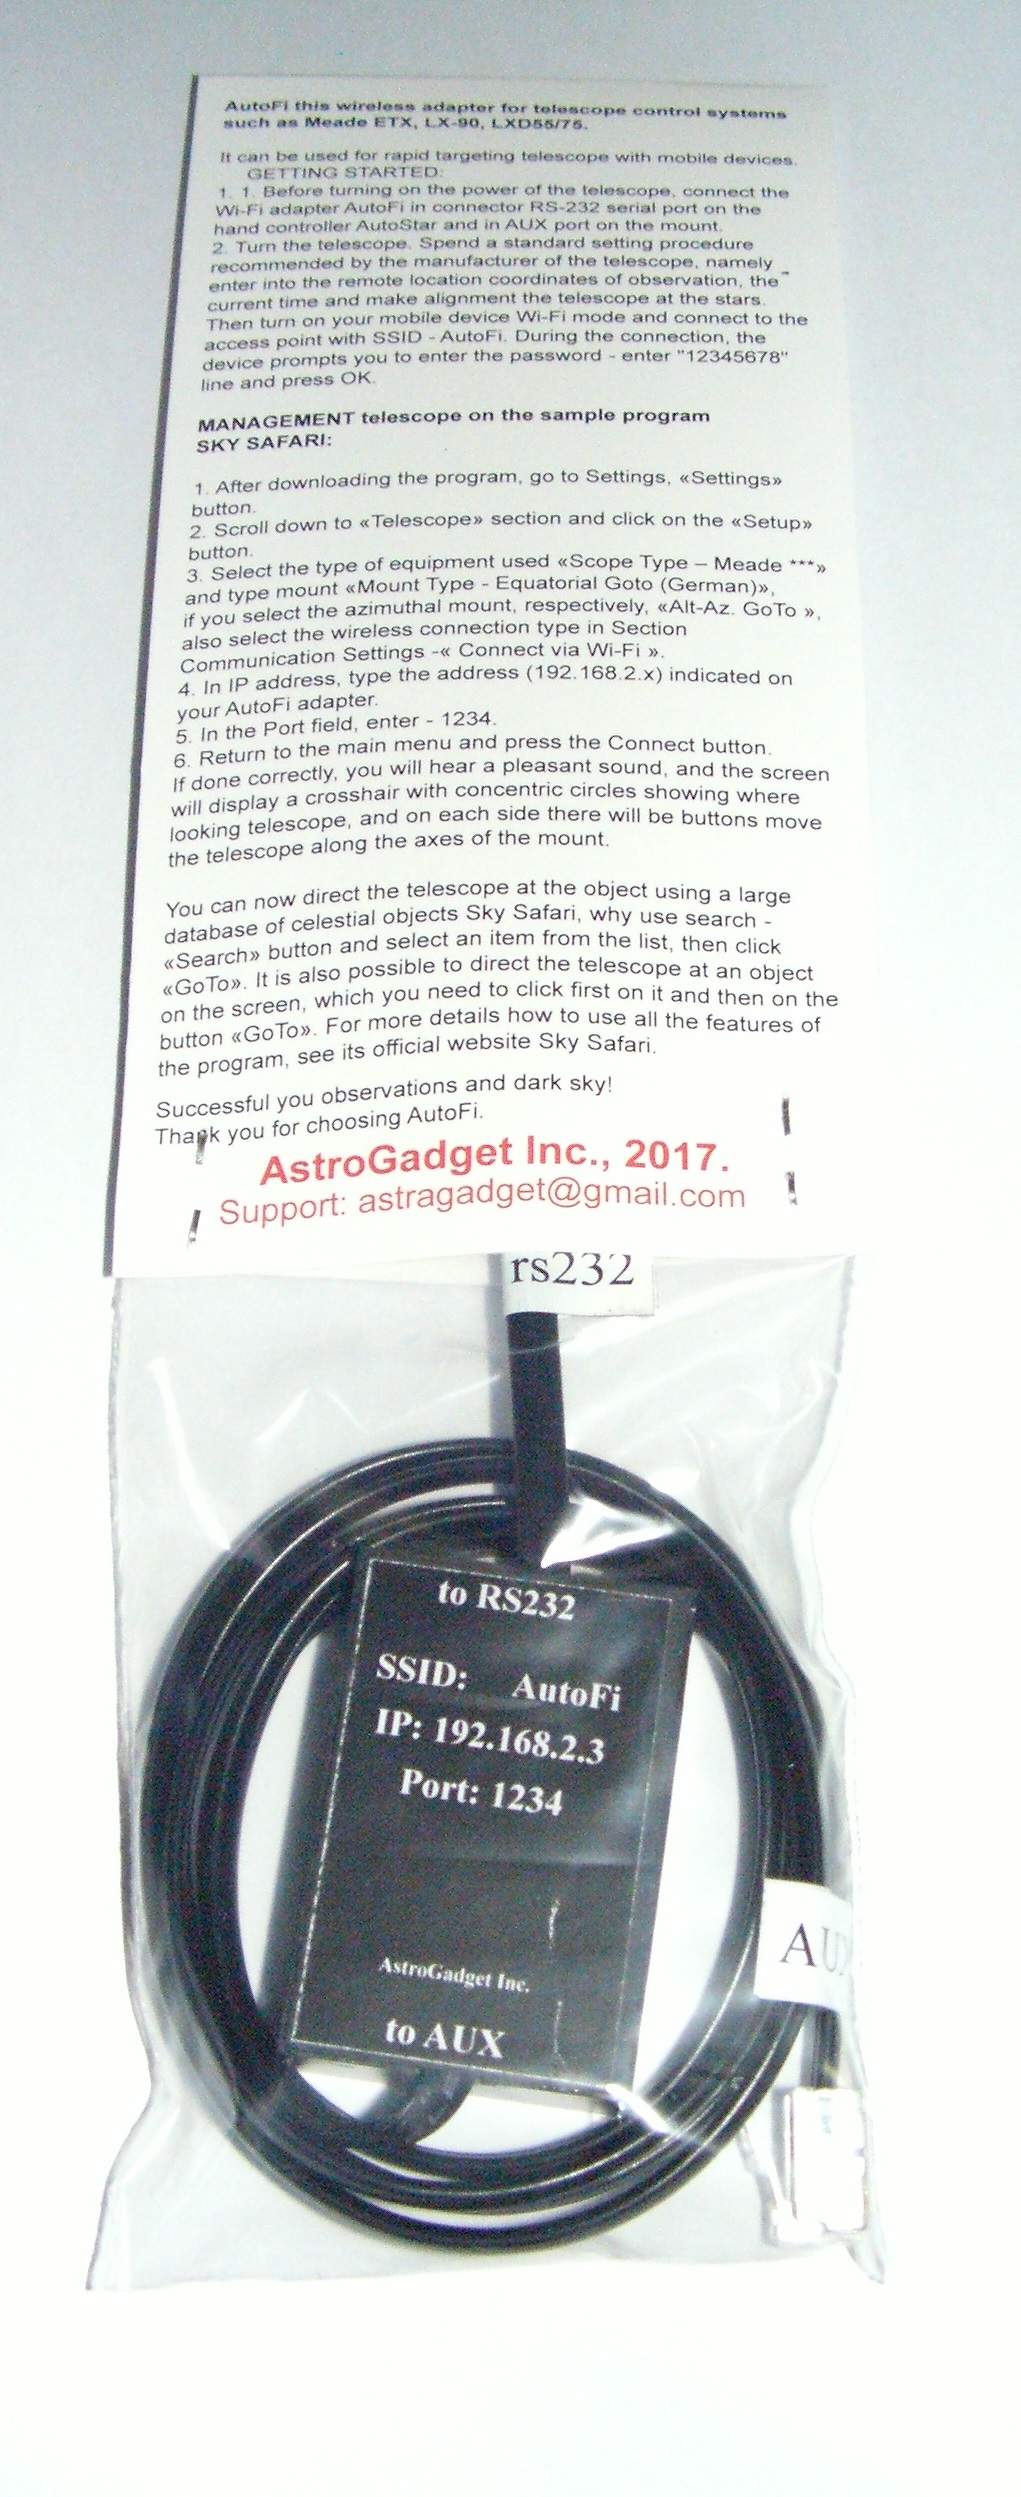 AutoFi this wireless adapter for telescope control systems
such as Meade ETX, LX-90, LXD55/75.
It can be used for rapid targeting telescope with mobile devices.
GETTING STARTED:
1. 1. Before turning on the power of the telescope, connect the
Wi-Fi adapter AutoFi in connector RS-232 serial port on the
hand controller AutoStar and in AUX port on the mount.
2. Turn the telescope. Spend a standard setting procedure
recommended by the manufacturer of the telescope, namely -
enter into the remote location coordinates of observation, the
current time and make alignment the telescope at the stars.
Then turn on your mobile device Wi-Fi mode and connect to the
access point with SSID - AutoFi. During the connection, the
device prompts you to enter the password - enter "12345678"
line and press OK.
MANAGEMENT telescope on the sample program
SKY SAFARI:
1. After downloading the program, go to Settings, «Settings»
button.
2. Scroll down to «Telescope» section and click on the «Setup»
button.
3. Select the type of equipment used «Scope Type – Meade ***»
and type mount «Mount Type - Equatorial Goto (German)»,
if you select the azimuthal mount, respectively, «Alt-Az. GoTo »,
also select the wireless connection type in Section
Communication Settings -« Connect via Wi-Fi ».
4. In IP address, type the address (192.168.2.x) indicated on
your AutoFi adapter.
5. In the Port field, enter - 1234.
6. Return to the main menu and press the Connect button.
If done correctly, you will hear a pleasant sound, and the screen
will display a crosshair with concentric circles showing where
looking telescope, and on each side there will be buttons move
the telescope along the axes of the mount.
You can now direct the telescope at the object using a large
database of celestial objects Sky Safari, why use search -
«Search» button and select an item from the list, then click
«GoTo». It is also possible to direct the telescope at an object
on the screen, which you need to click first on it and then on the
button «GoTo». For more details how to use all the features of
the program, see its official website Sky Safari.
Successful you observations and dark sky!
Thank you for choosing AutoFi.
AstroGadget Inc., 2017.
Support: astragadget@gmail.com
rs232
to RS232
SSID: AutoFi
IP: 192.168.2.3
Port: 1234
AstroGadget Inc.
to AUX
AU